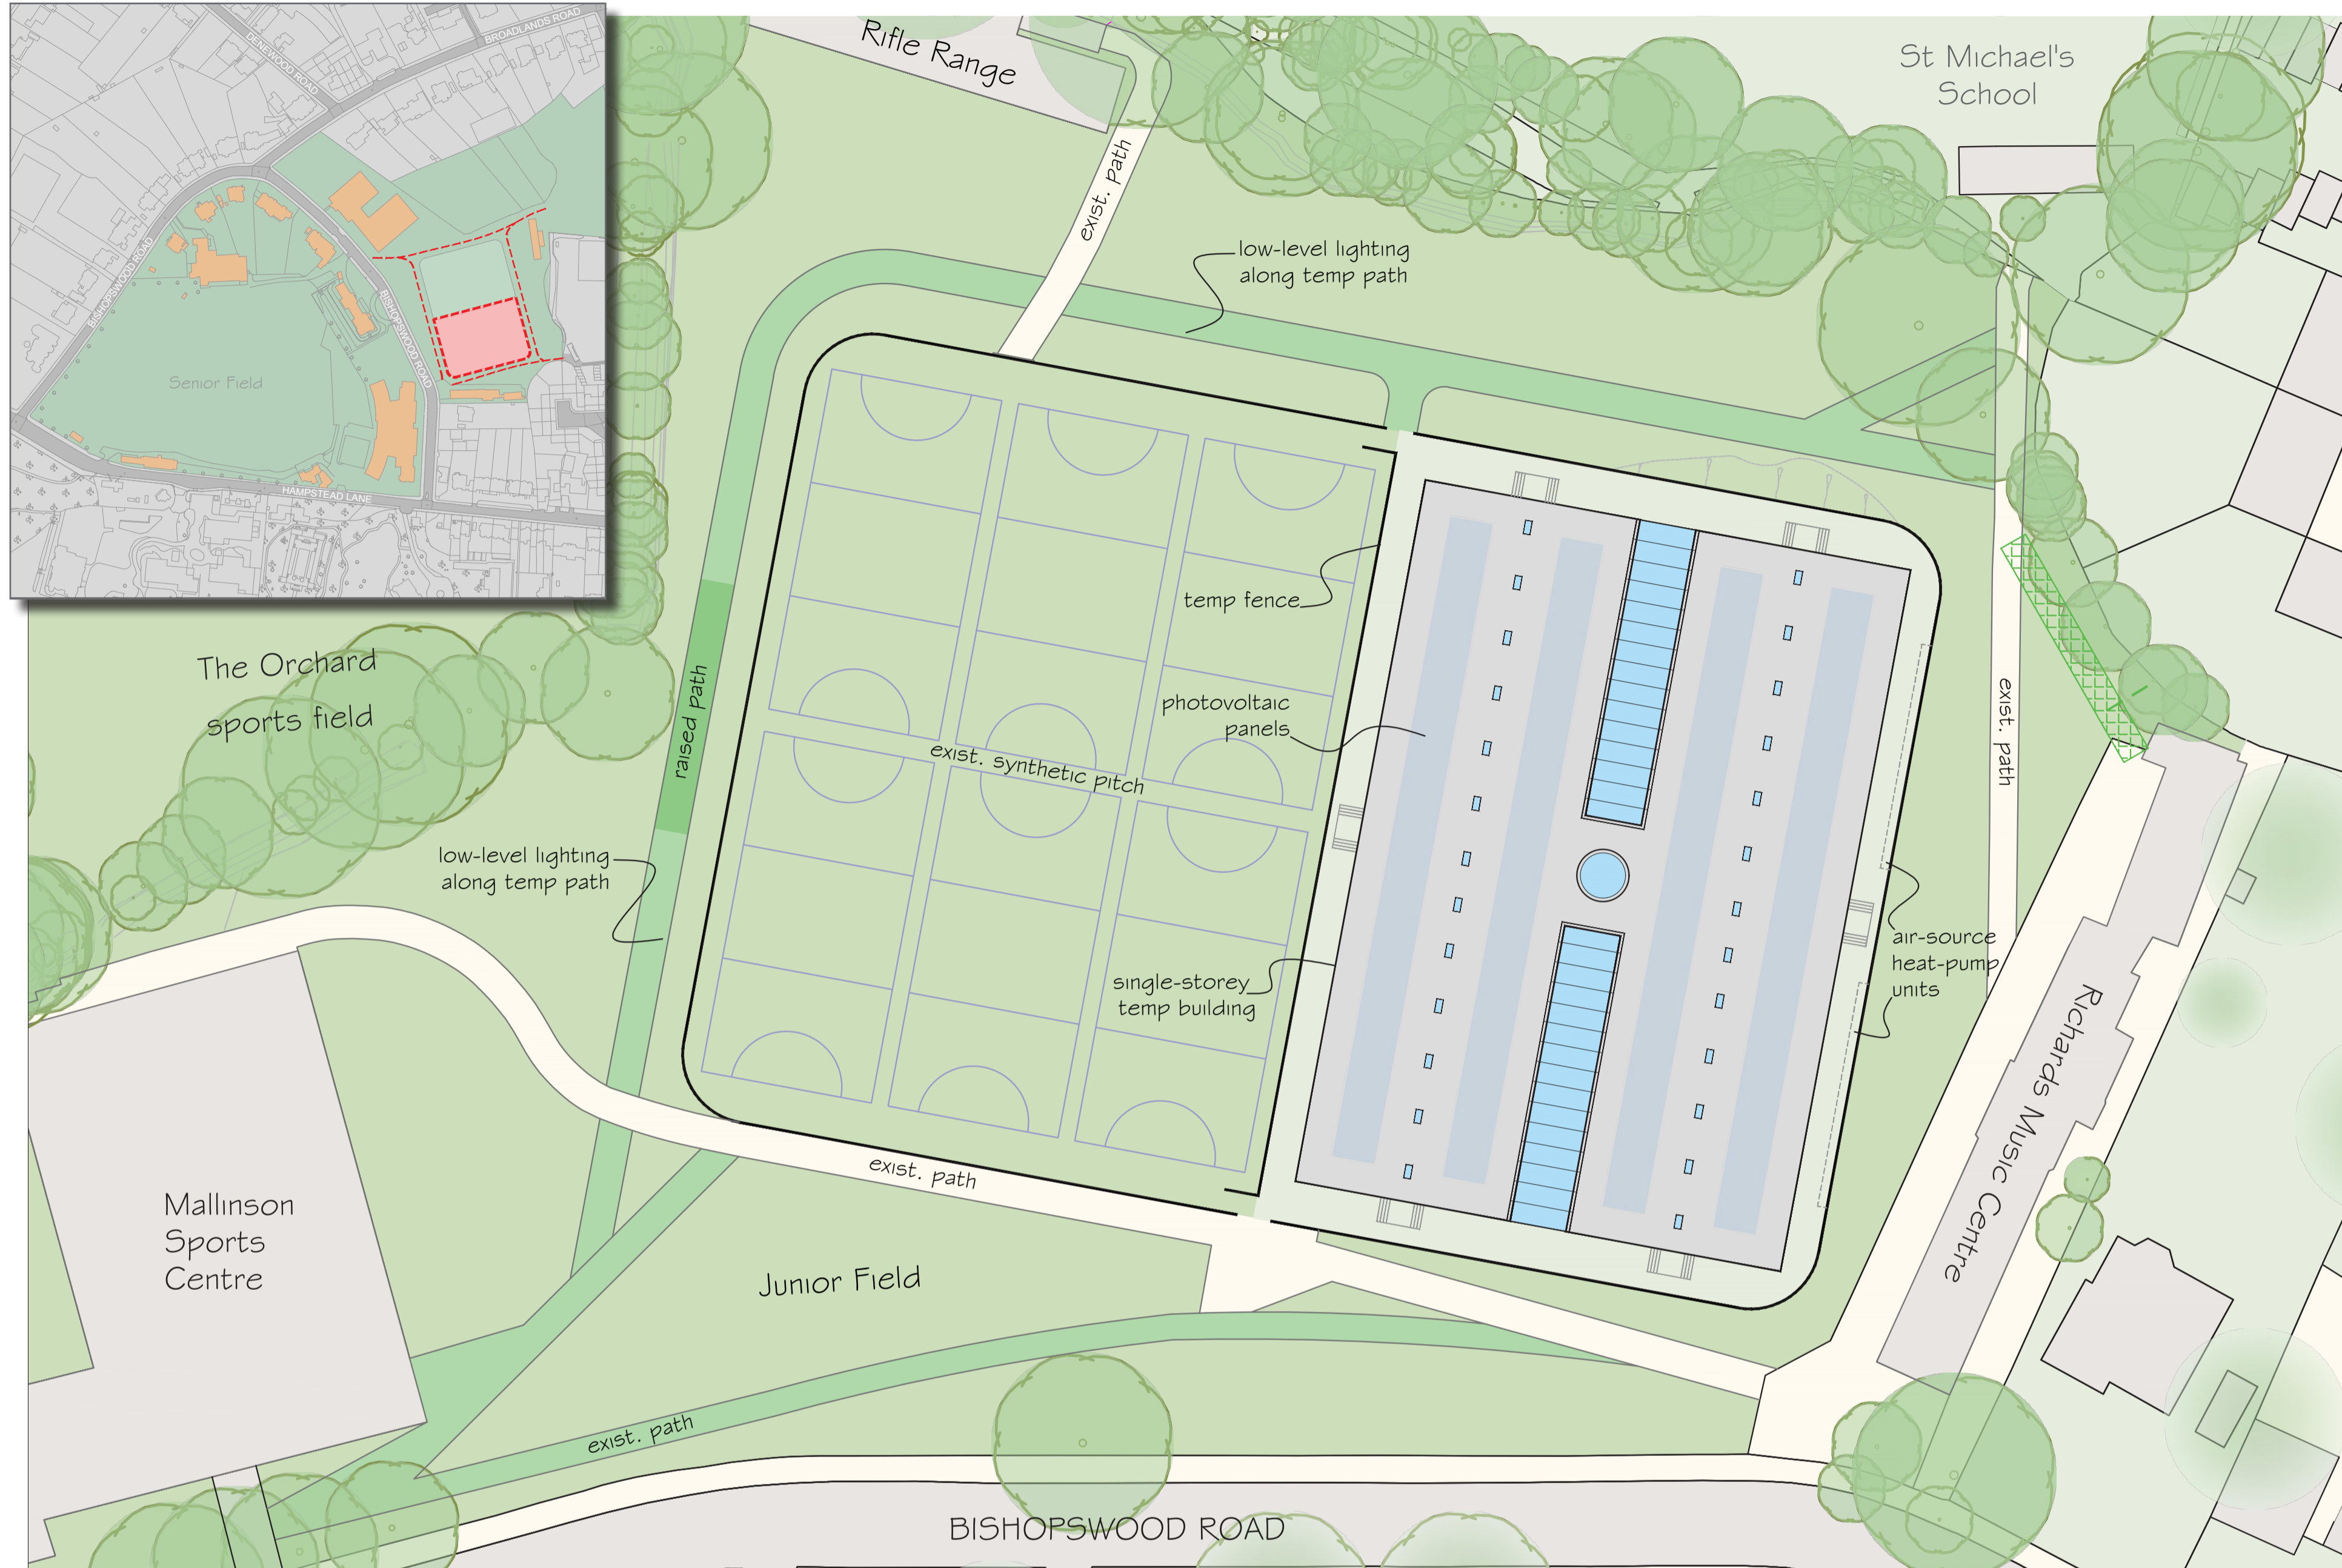 DENEWOOD ROAD
BROADLANDS ROAD
BISHOPSWOOD ROAD
BISHOPSWOOD ROAD
Senior Field
HAMPSTEAD LANE
Rifle Range
St Michael's
School
exist. path
low-level lighting
along temp path
temp fence
The Orchard
sports field
raised path
photovoltaic
panels
exist. synthetic pitch
exist. path
low-level lighting
along temp path
air-source
heat-pump
units
single-storey
temp building
Richards Music Centre
exist. path
Mallinson
Sports
Centre
Junior Field
exist. path
BISHOPSWOOD ROAD